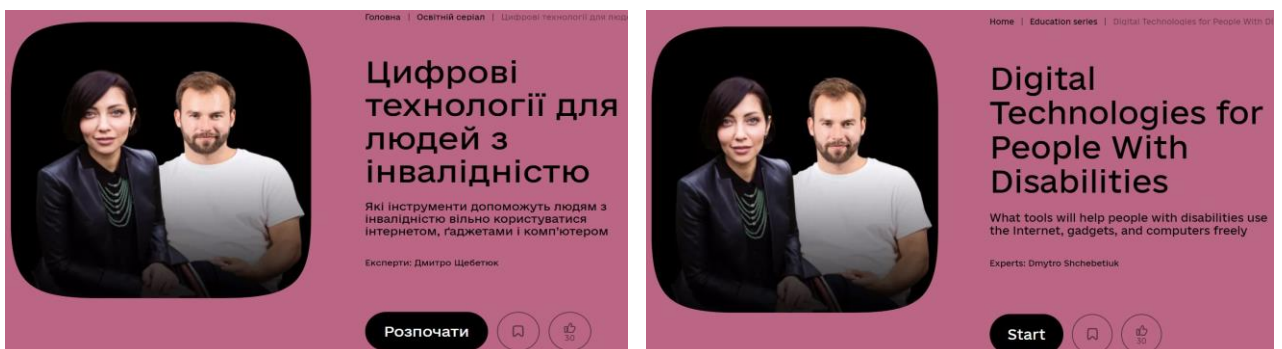 Головна | Освітній серіал | Цифрові технології для
Цифрові
технології для
людей з
інвалідністю
Які інструменти допоможуть людям з
інвалідністю вільно користуватися
інтернетом, ґаджетами і комп'ютером
Експерти: Дмитро Щебетюк
Розпочати
30
Home | Education series | Digital Technologies for People With
Digital
Technologies for
People With
Disabilities
What tools will help people with disabilities use
the Internet, gadgets, and computers freely
Experts: Dmytro Shchebetiuk
Start
30